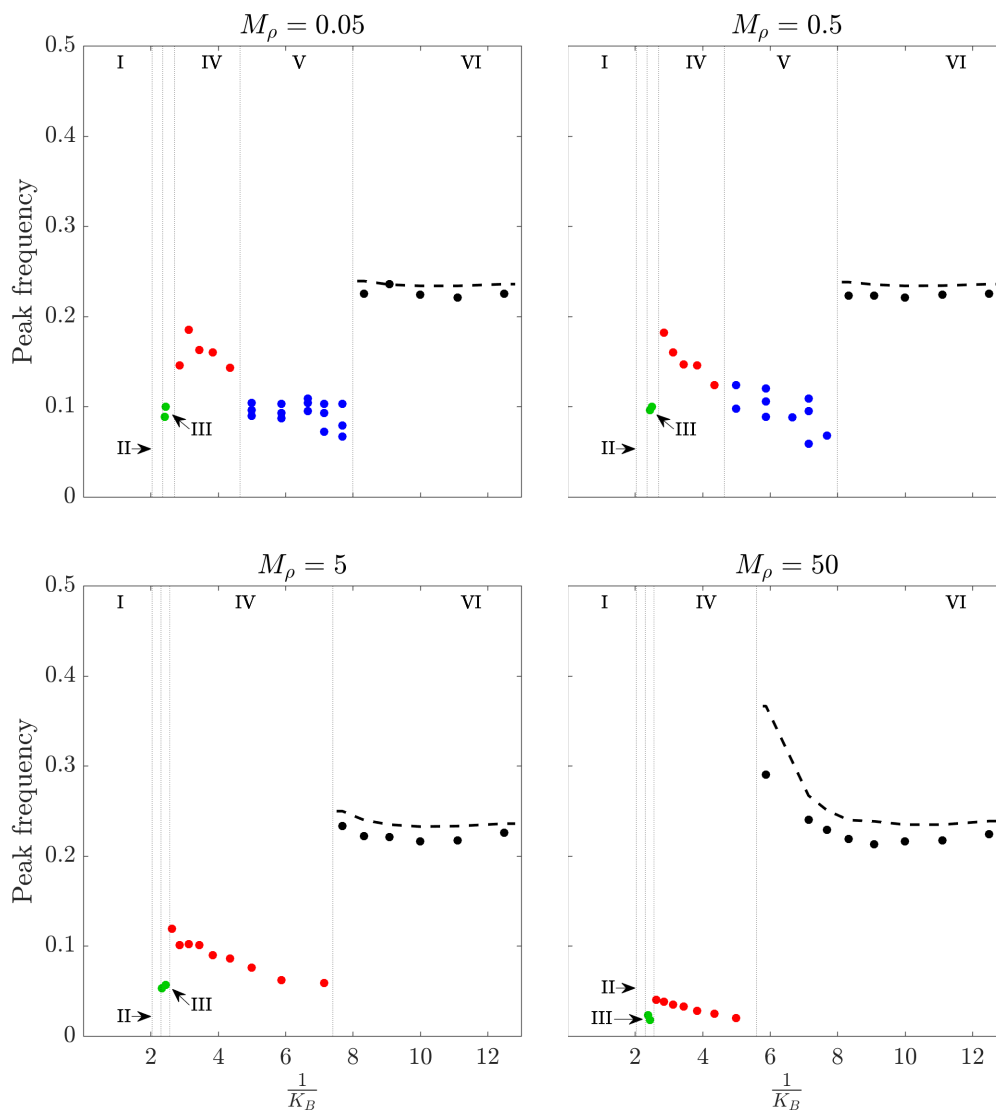 M_ρ = 0.05
M_ρ = 0.5
0.5
I
IV
V
VI
I
IV
V
VI
0.4
0.3
Peak frequency
0.2
0.1
III
II
III
II
0
M_ρ = 5
M_ρ = 50
0.5
I
IV
VI
I
IV
VI
0.4
0.3
Peak frequency
0.2
0.1
III
II
II
III
0
2 4 6 8 10 12
2 4 6 8 10 12
1/K_B
1/K_B